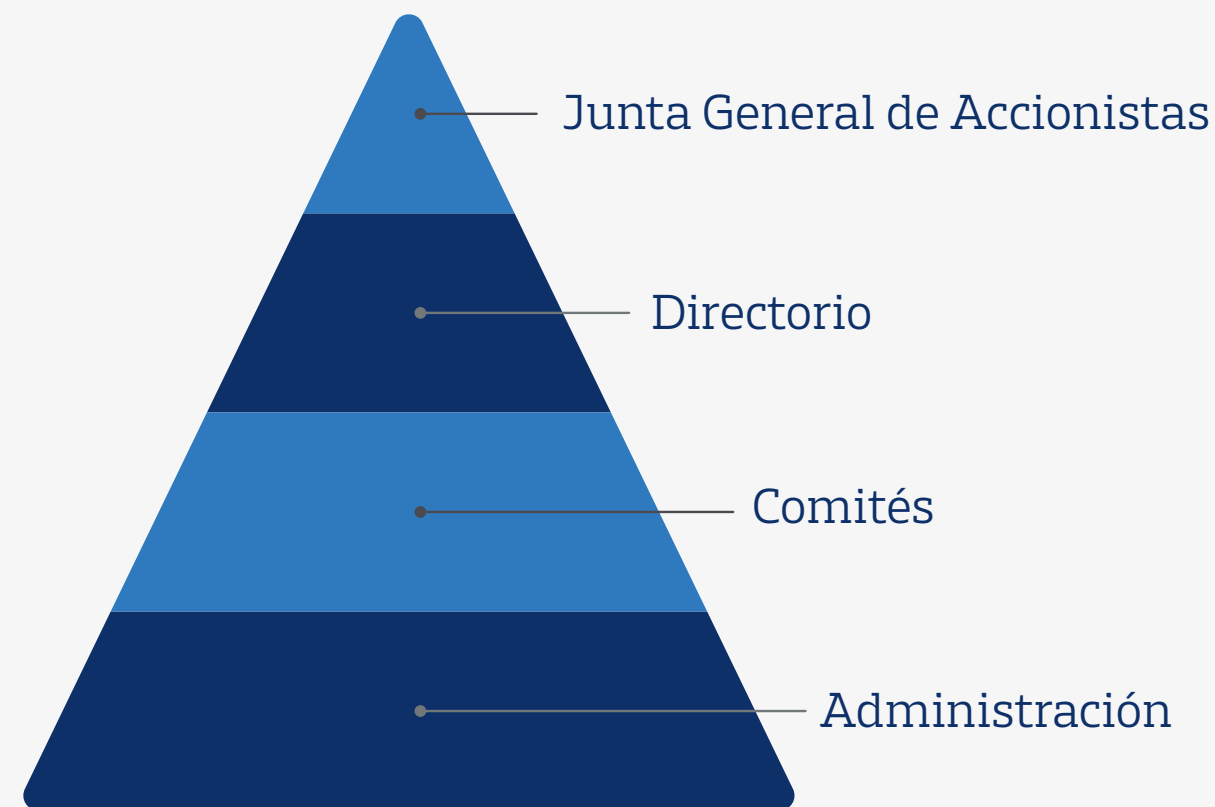 Junta General de Accionistas
Directorio
Comités
Administración